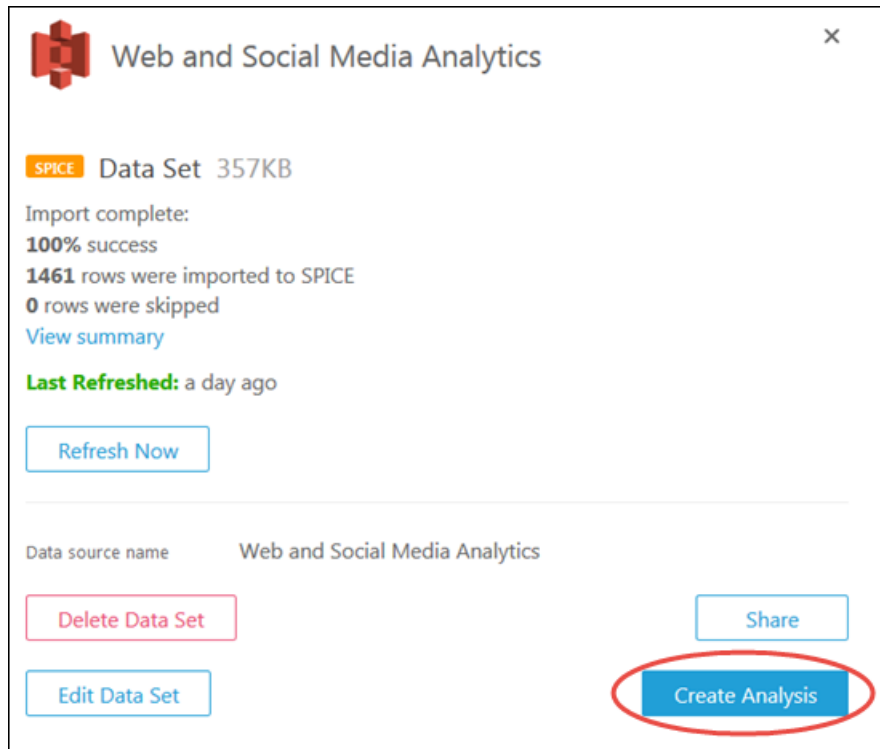 Web and Social Media Analytics
SPICE Data Set 357KB
Import complete:
100% success
1461 rows were imported to SPICE
0 rows were skipped
View summary
Last Refreshed: a day ago
Refresh Now
Data source name Web and Social Media Analytics
Delete Data Set Share
Edit Data Set Create Analysis